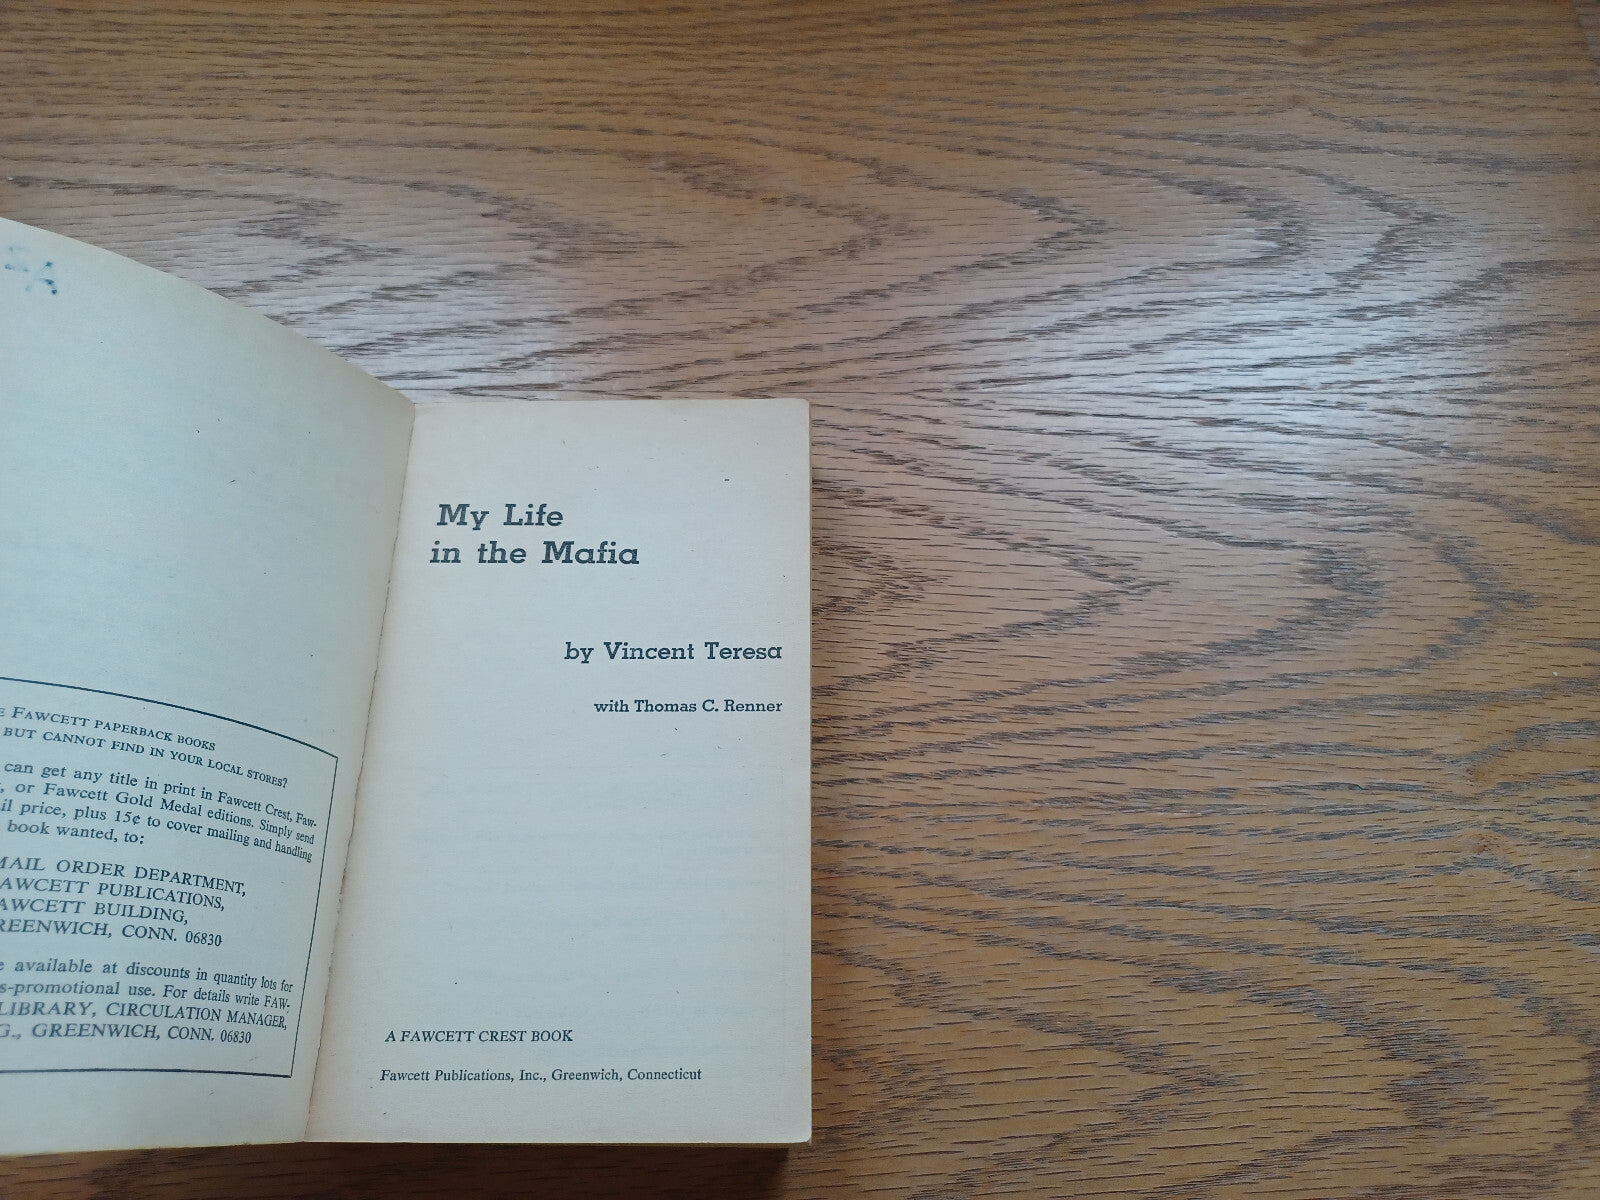 FAWCETT PAPERBACK BOOKS
BUT CANNOT FIND IN YOUR LOCAL STORES?
can get any title in print in Fawcett Crest, Faw-
or Fawcett Gold Medal editions. Simply send
price, plus 15¢ to cover mailing and handling
book wanted, to:
MAIL ORDER DEPARTMENT,
FAWCETT PUBLICATIONS,
FAWCETT BUILDING,
GREENWICH, CONN. 06830
available at discounts in quantity lots for
s-promotional use. For details write FAW-
LIBRARY, CIRCULATION MANAGER,
G., GREENWICH, CONN. 06830
My Life
in the Mafia
by Vincent Teresa
with Thomas C. Renner
A FAWCETT CREST BOOK
Fawcett Publications, Inc., Greenwich, Connecticut